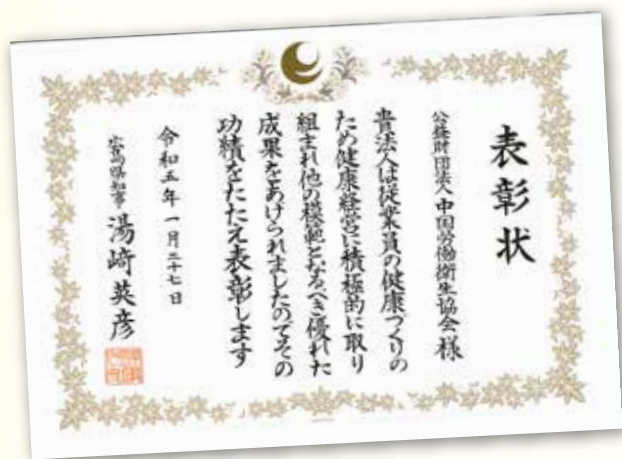 表彰状
公益財団法人 中国労働衛生協会 様
貴法人は従業員の健康づくりの
ため健康経営に積極的に取り
組まれ他の模範となるべき優れた
成果をあげられましたのでその
功績をたたえ表彰します
令和五年一月二十七日
広島県知事 湯﨑英彦